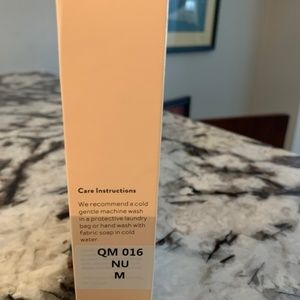 Care Instructions
We recommend a cold
gentle machine wash
in a protective laundry
bag or hand wash with
fabric soap in cold
water.
QM 016
NU
M